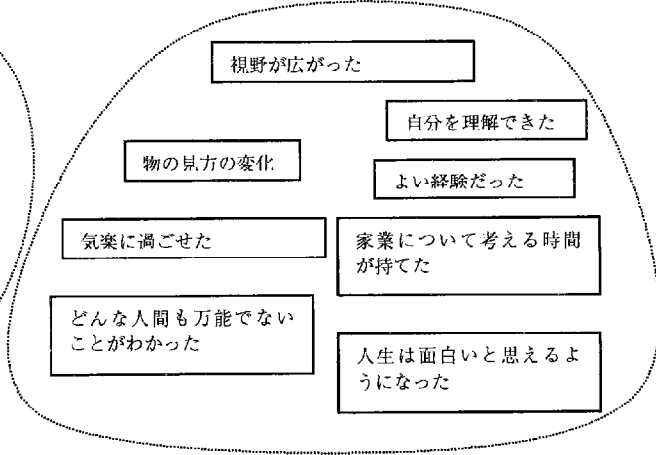 視野が広がった
自分を理解できた
物の見方の変化
よい経験だった
気楽に過ごせた
家業について考える時間
が持てた
どんな人間も万能でない
ことがわかった
人生は面白いと思えるよ
うになった